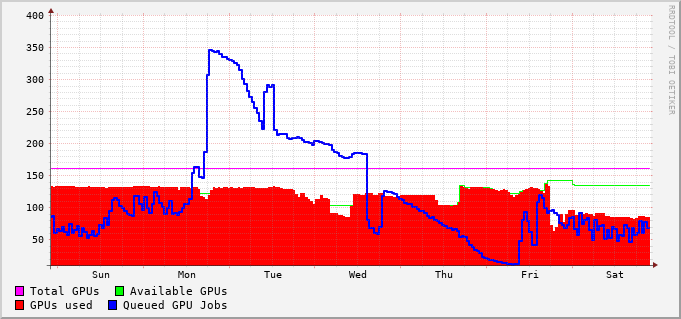 400
350
300
250
200
150
100
50
Sun Mon Tue Wed Thu Fri Sat
Total GPUs Available GPUs
GPUs used Queued GPU Jobs
RRDTOOL / TOBI OETIKER